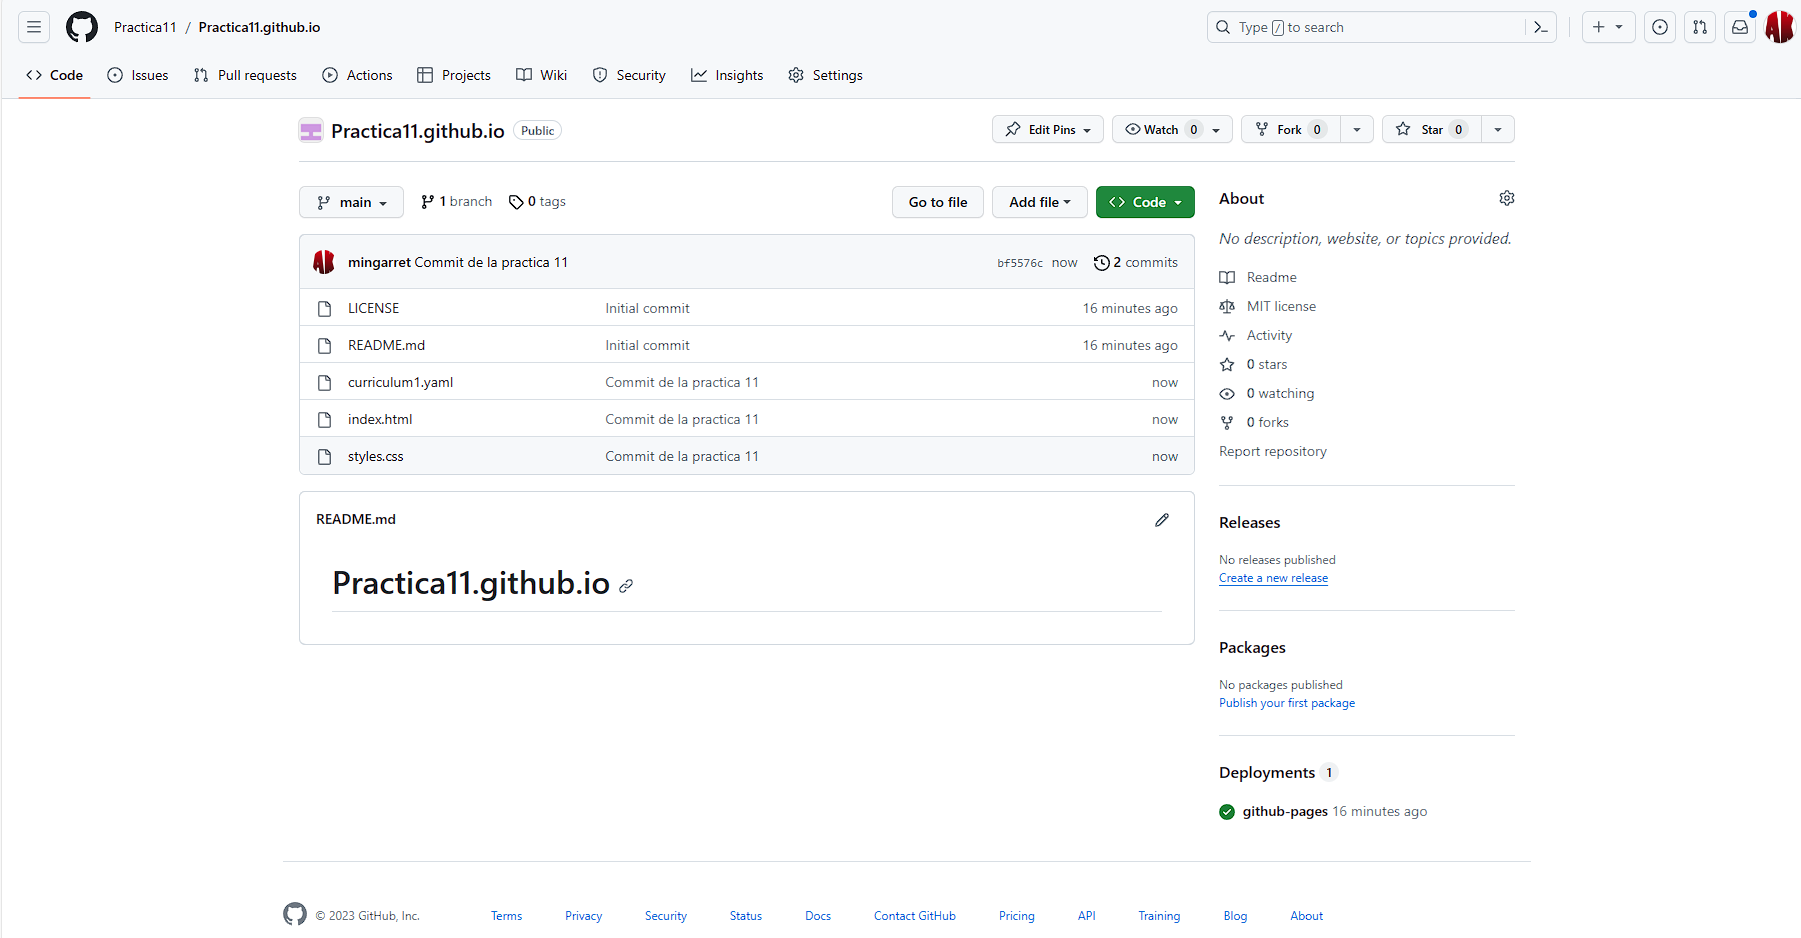 Practica11 / Practica11.github.io
Type / to search
Code Issues Pull requests Actions Projects Wiki Security Insights Settings
Practica11.github.io Public
Edit Pins Watch 0 Fork 0 Star 0
main 1 branch 0 tags Go to file Add file Code
mingarret Commit de la practica 11 bf5576c now 2 commits
LICENSE Initial commit 16 minutes ago
README.md Initial commit 16 minutes ago
curriculum1.yaml Commit de la practica 11 now
index.html Commit de la practica 11 now
styles.css Commit de la practica 11 now
README.md
Practica11.github.io
About
No description, website, or topics provided.
Readme
MIT license
Activity
0 stars
0 watching
0 forks
Report repository
Releases
No releases published
Create a new release
Packages
No packages published
Publish your first package
Deployments 1
github-pages 16 minutes ago
© 2023 GitHub, Inc. Terms Privacy Security Status Docs Contact GitHub Pricing API Training Blog About